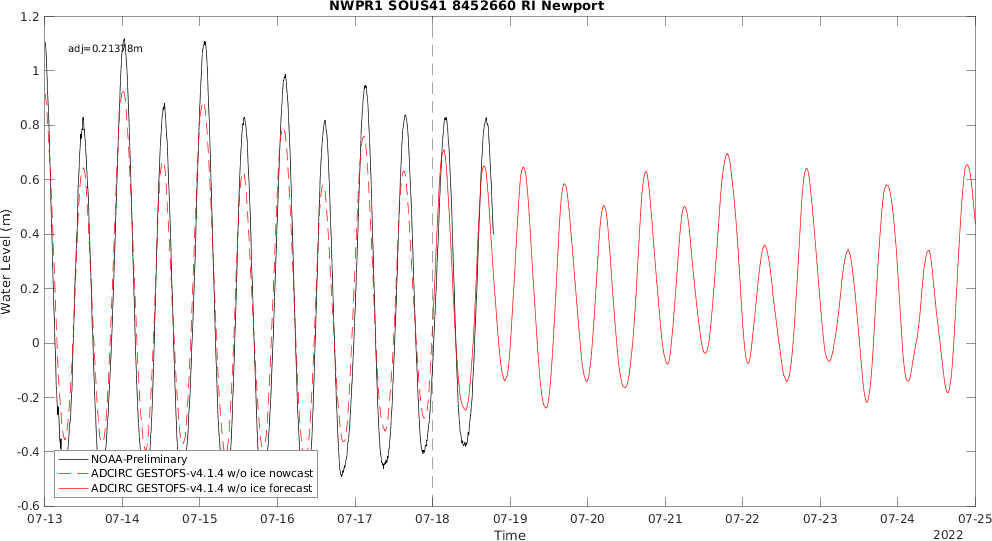 NWPR1 SOUS41 8452660 RI Newport
1.2
adj=0.21378m
1
0.8
0.6
0.4
0.2
0
-0.2
-0.4
-0.6
Water Level (m)
NOAA-Preliminary
ADCIRC GESTOFS-v4.1.4 w/o ice nowcast
ADCIRC GESTOFS-v4.1.4 w/o ice forecast
07-13 07-14 07-15 07-16 07-17 07-18 07-19 07-20 07-21 07-22 07-23 07-24 07-25
Time
2022